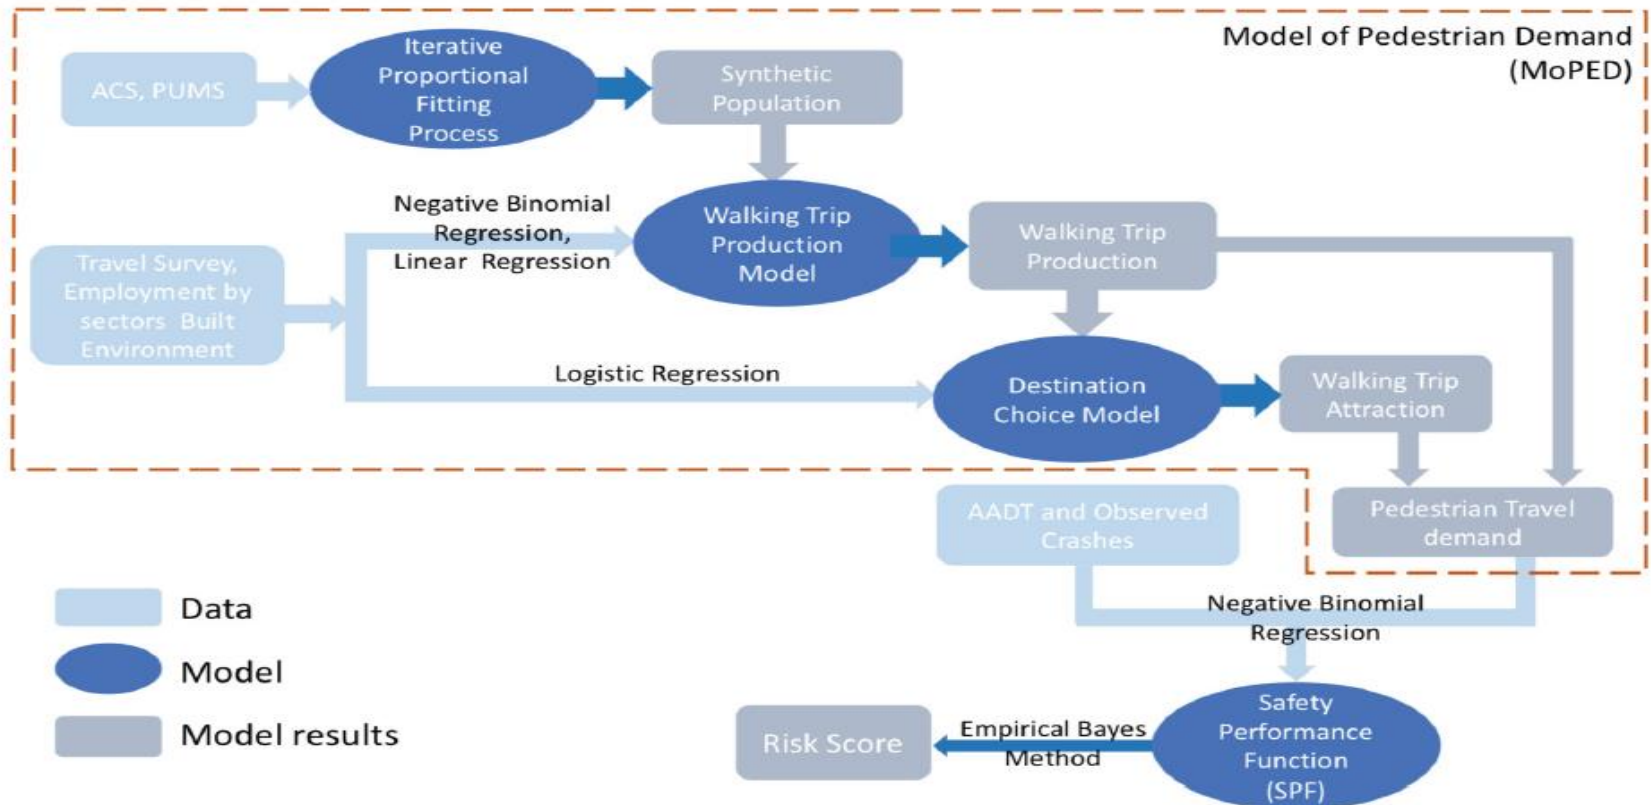 Model of Pedestrian Demand
(MoPED)
ACS, PUMS
Iterative
Proportional
Fitting
Process
Synthetic
Population
Negative Binomial
Regression,
Linear Regression
Walking Trip
Production
Model
Walking Trip
Production
Travel Survey,
Employment by
sectors Built
Environment
Logistic Regression
Destination
Choice Model
Walking Trip
Attraction
AADT and Observed
Crashes
Pedestrian Travel
demand
Data
Model
Model results
Negative Binomial
Regression
Safety
Performance
Function
(SPF)
Empirical Bayes
Method
Risk Score